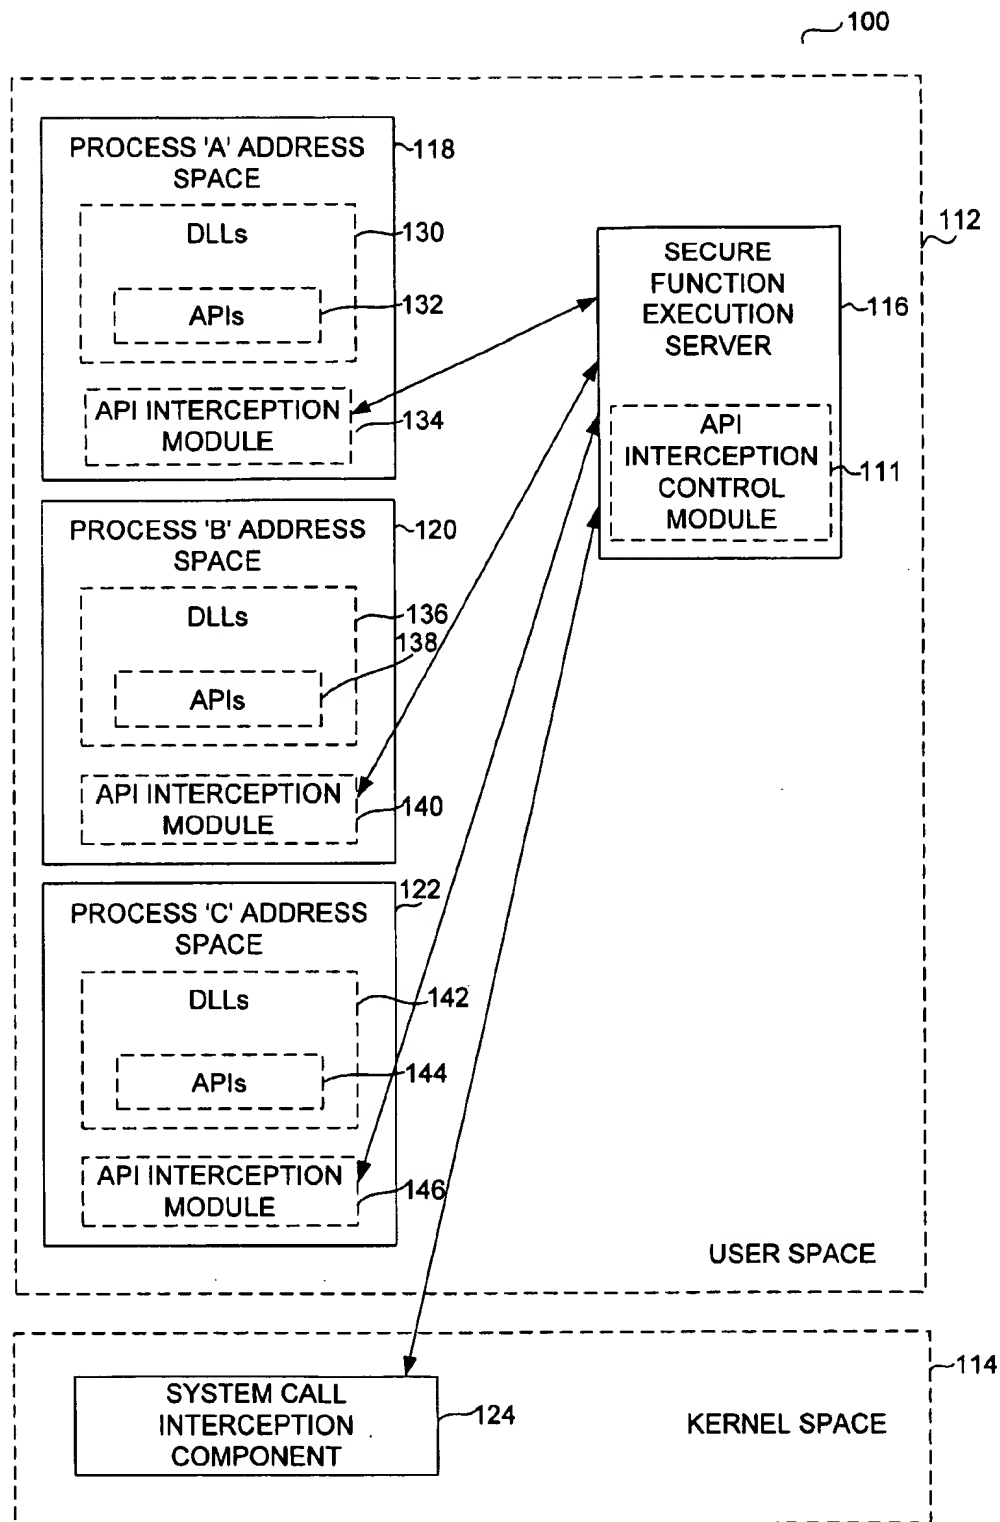 100
PROCESS 'A' ADDRESS
SPACE
118
DLLs
130
APIs
132
API INTERCEPTION
MODULE
134
SECURE
FUNCTION
EXECUTION
SERVER
116
API
INTERCEPTION
CONTROL
MODULE
111
112
PROCESS 'B' ADDRESS
SPACE
120
DLLs
136
138
APIs
API INTERCEPTION
MODULE
140
PROCESS 'C' ADDRESS
SPACE
122
DLLs
142
APIs
144
API INTERCEPTION
MODULE
146
USER SPACE
SYSTEM CALL
INTERCEPTION
COMPONENT
124
KERNEL SPACE
114